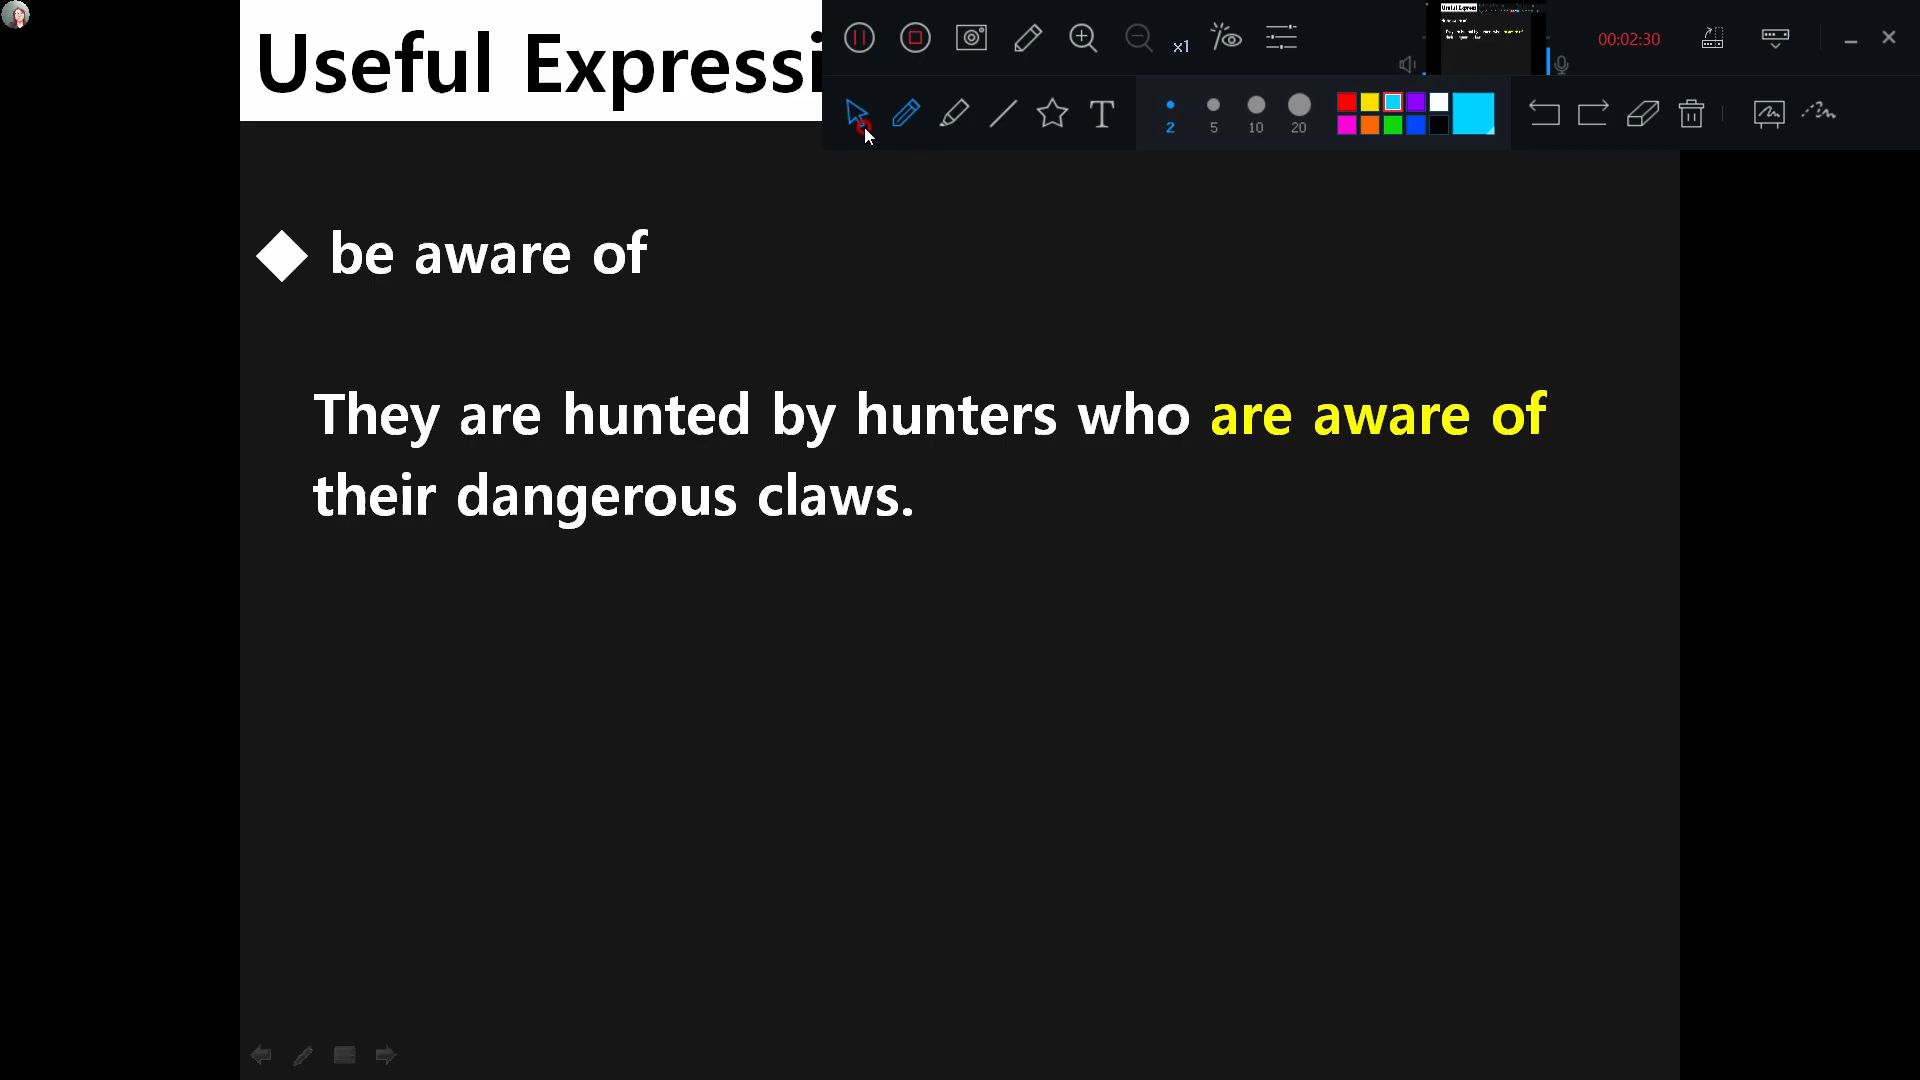 Useful Expressi
x1
00:02:30
T
2 5 10 20
◆ be aware of
They are hunted by hunters who are aware of
their dangerous claws.